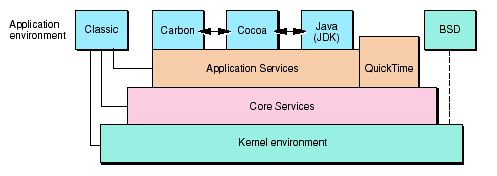 Application
environment
Classic
Carbon
Cocoa
Java
(JDK)
BSD
Application Services
QuickTime
Core Services
Kernel environment